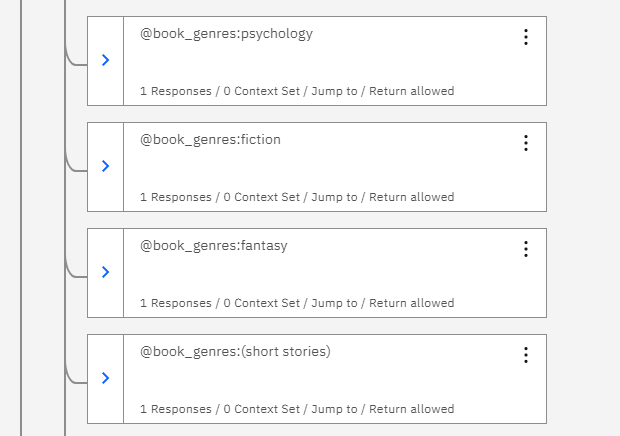 @book_genres:psychology
1 Responses / 0 Context Set / Jump to / Return allowed
@book_genres:fiction
1 Responses / 0 Context Set / Jump to / Return allowed
@book_genres:fantasy
1 Responses / 0 Context Set / Jump to / Return allowed
@book_genres:(short stories)
1 Responses / 0 Context Set / Jump to / Return allowed